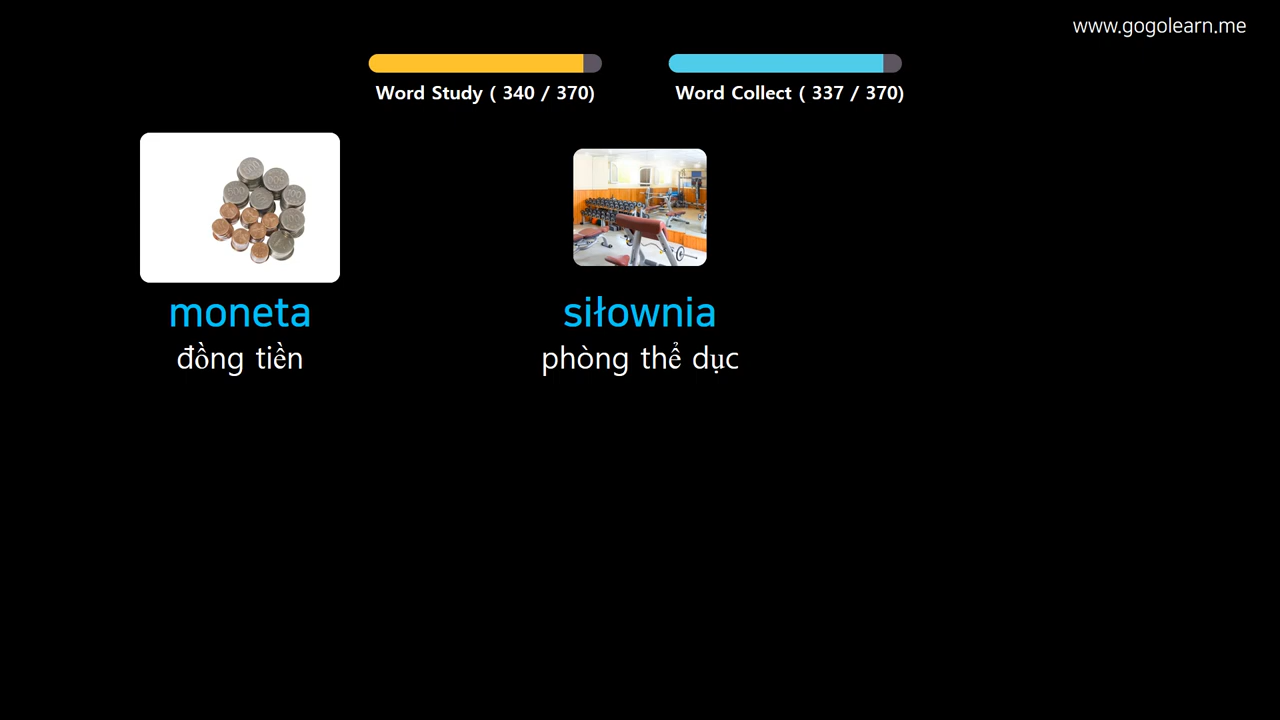 www.gogolearn.me
Word Study ( 340 / 370)
Word Collect ( 337 / 370)
moneta
đồng tiền
siłownia
phòng thể dục